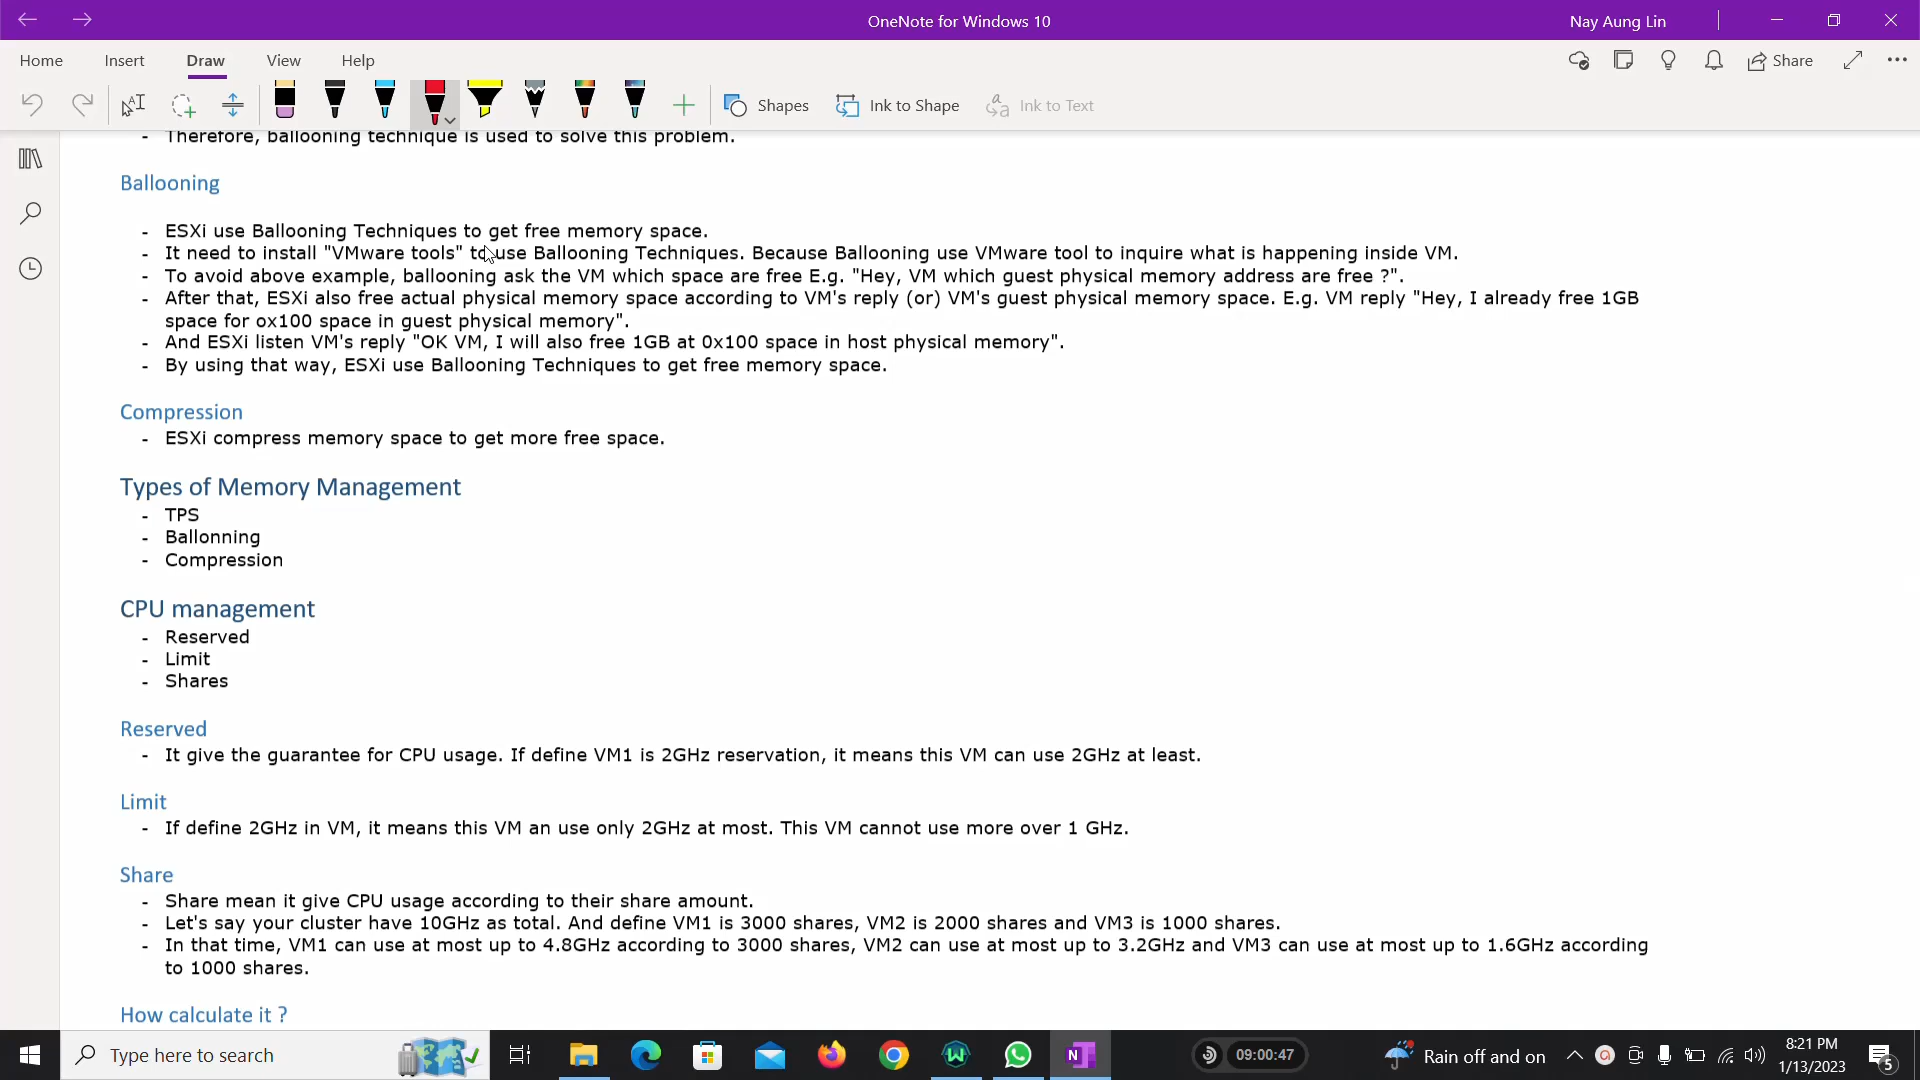 OneNote for Windows 10
Nay Aung Lin
Home
Insert
Draw
View
Help
Share
Shapes
Ink to Shape
Ink to Text
- Therefore, ballooning technique is used to solve this problem.
Ballooning
- ESXi use Ballooning Techniques to get free memory space.
- It need to install "VMware tools" to use Ballooning Techniques. Because Ballooning use VMware tool to inquire what is happening inside VM.
- To avoid above example, ballooning ask the VM which space are free E.g. "Hey, VM which guest physical memory address are free ?".
- After that, ESXi also free actual physical memory space according to VM's reply (or) VM's guest physical memory space. E.g. VM reply "Hey, I already free 1GB
space for ox100 space in guest physical memory".
- And ESXi listen VM's reply "OK VM, I will also free 1GB at 0x100 space in host physical memory".
- By using that way, ESXi use Ballooning Techniques to get free memory space.
Compression
- ESXi compress memory space to get more free space.
Types of Memory Management
- TPS
- Ballonning
- Compression
CPU management
- Reserved
- Limit
- Shares
Reserved
- It give the guarantee for CPU usage. If define VM1 is 2GHz reservation, it means this VM can use 2GHz at least.
Limit
- If define 2GHz in VM, it means this VM an use only 2GHz at most. This VM cannot use more over 1 GHz.
Share
- Share mean it give CPU usage according to their share amount.
- Let's say your cluster have 10GHz as total. And define VM1 is 3000 shares, VM2 is 2000 shares and VM3 is 1000 shares.
- In that time, VM1 can use at most up to 4.8GHz according to 3000 shares, VM2 can use at most up to 3.2GHz and VM3 can use at most up to 1.6GHz according
to 1000 shares.
How calculate it ?
Type here to search
09:00:47
Rain off and on
8:21 PM
1/13/2023
5